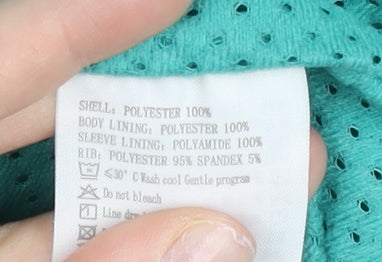 SHELL: POLYESTER 100%
BODY LINING: POLYESTER 100%
SLEEVE LINING: POLYAMIDE 100%
RIB: POLYESTER 95% SPANDEX 5%
≤30° C Wash cool Gentle program
Do not bleach
Line dry